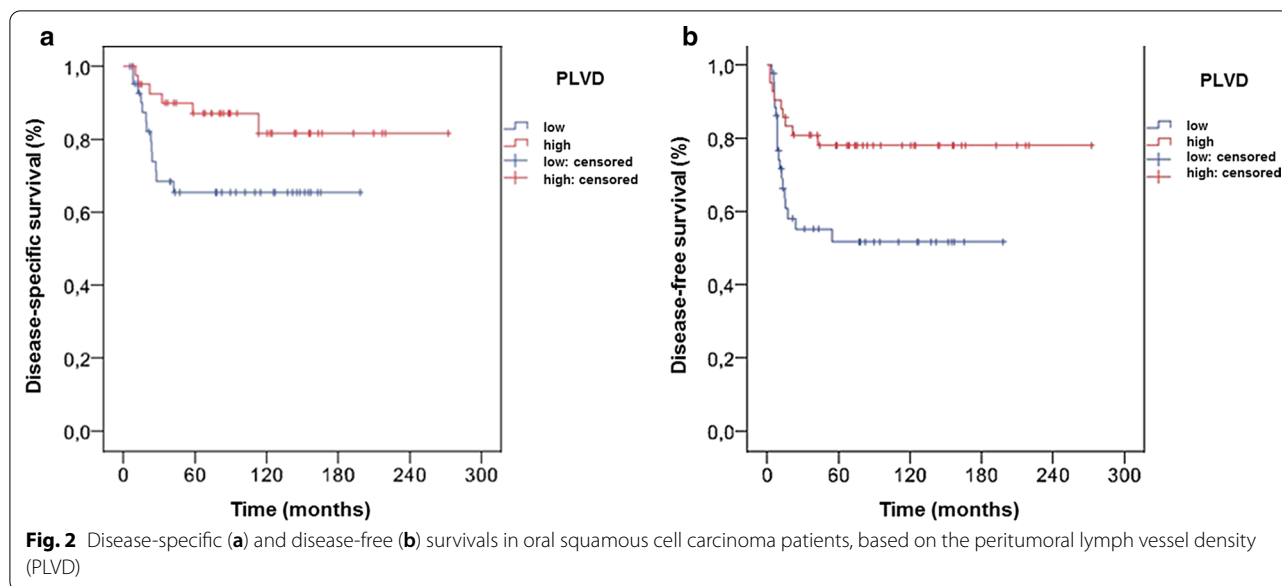 a
Disease-specific survival (%)
1,0
0,8
0,6
0,4
0,2
0,0
0 60 120 180 240 300
Time (months)
PLVD
low
high
low: censored
high: censored
b
Disease-free survival (%)
1,0
0,8
0,6
0,4
0,2
0,0
0 60 120 180 240 300
Time (months)
PLVD
low
high
low: censored
high: censored
Fig. 2 Disease-specific (a) and disease-free (b) survivals in oral squamous cell carcinoma patients, based on the peritumoral lymph vessel density
(PLVD)